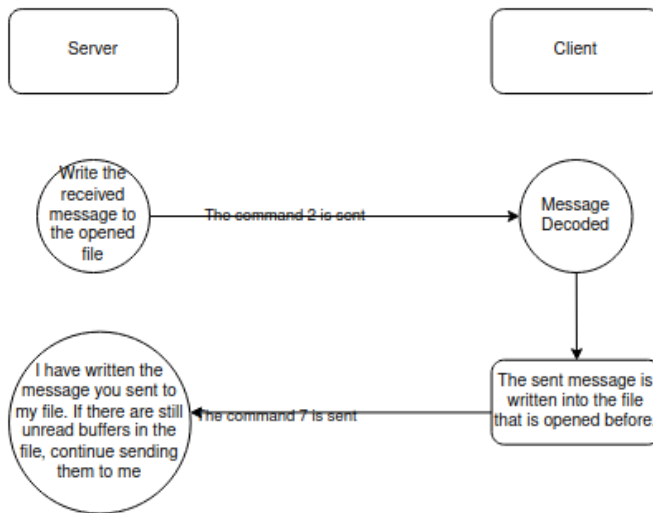 Server
Client
Write the
received
message to
the opened
file
The command 2 is sent
Message
Decoded
I have written the
message you sent to
my file. If there are still
unread buffers in the
file, continue sending
them to me
The command 7 is sent
The sent message is
written into the file
that is opened before.